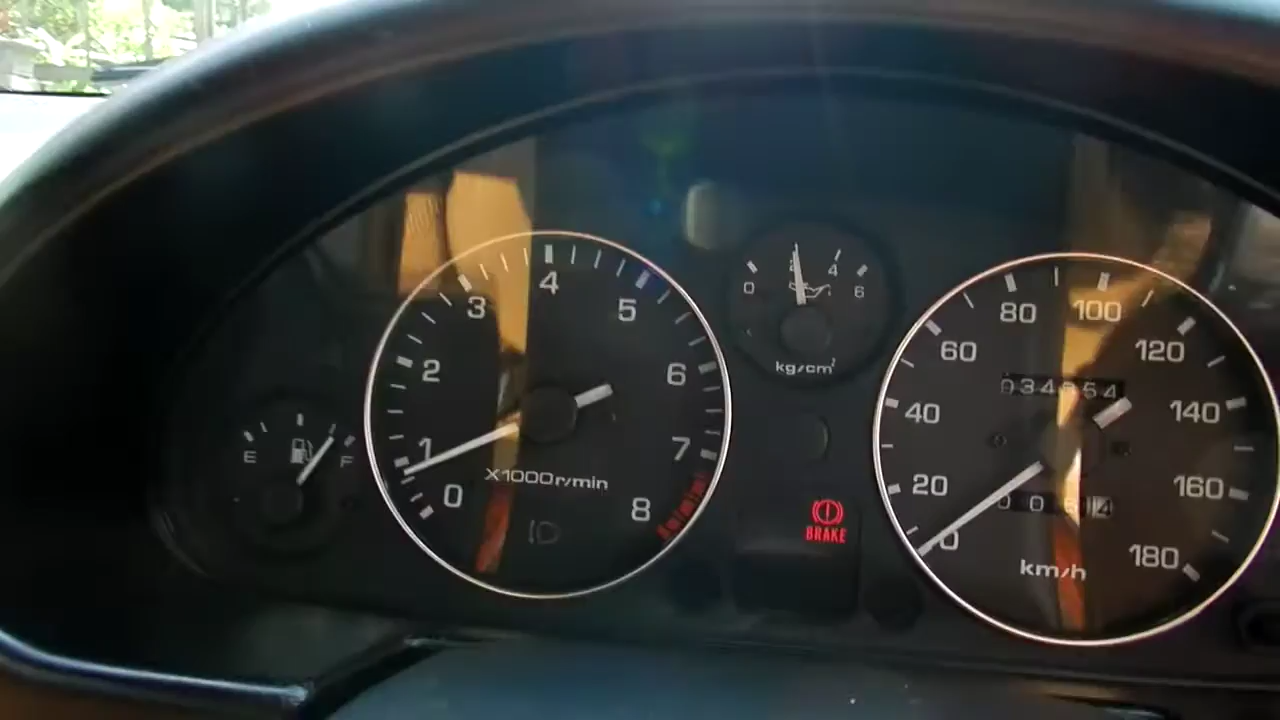 E F
0 1 2 3 4 5 6 7 8
X1000r/min
0 4 6
kg/cm²
BRAKE
0 20 40 60 80 100 120 140 160 180
km/h